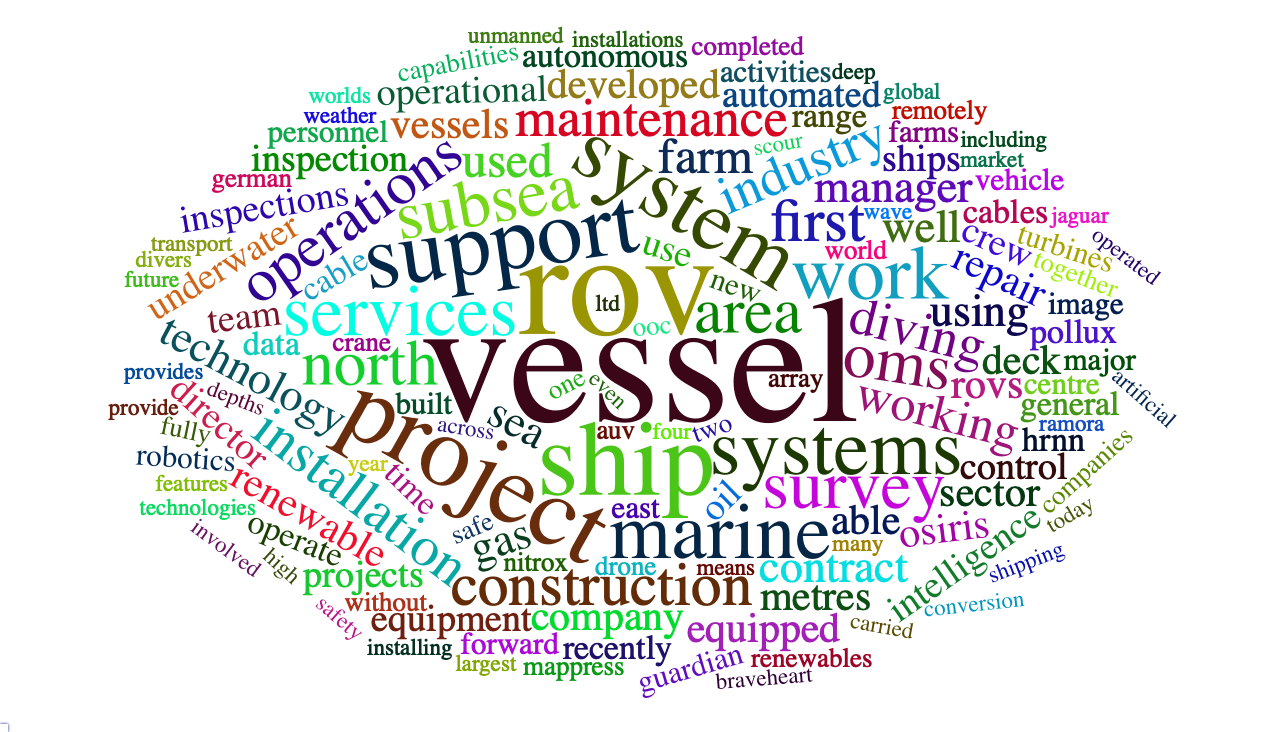 unmanned
installations
completed
capabilities
autonomous
activities
deep
worlds
operational
developed
automated
global
weather
personnel
vessels
maintenance
range
remotely
farms
including
inspection
used
system
farm
scour
industry
ships
market
german
inspections
operations
subsea
support
manager
vehicle
first
wave
well
cables
jaguar
transport
divers
future
underwater
cable
use
new
world
work
crew
turbines
together
operated
repair
image
team
services
rov
ltd
ooc
area
vessel
diving
using
pollux
technology
data
crane
north
oms
deck
major
provides
provide
director
depths
built
sea
one
even
array
working
rovs
centre
general
artificial
fully
installation
project
across
ship
auv
four
two
systems
hrnn
ramora
robotics
renewable
year
time
oil
survey
control
sector
companies
features
technologies
operate
safe
gas
east
marine
able
many
osiris
intelligence
today
involved
high
projects
nitrox
drone
means
contract
shipping
safety
without
construction
metres
conversion
equipment
company
equipped
carried
installing
forward
recently
largest
mappress
guardian
renewables
braveheart